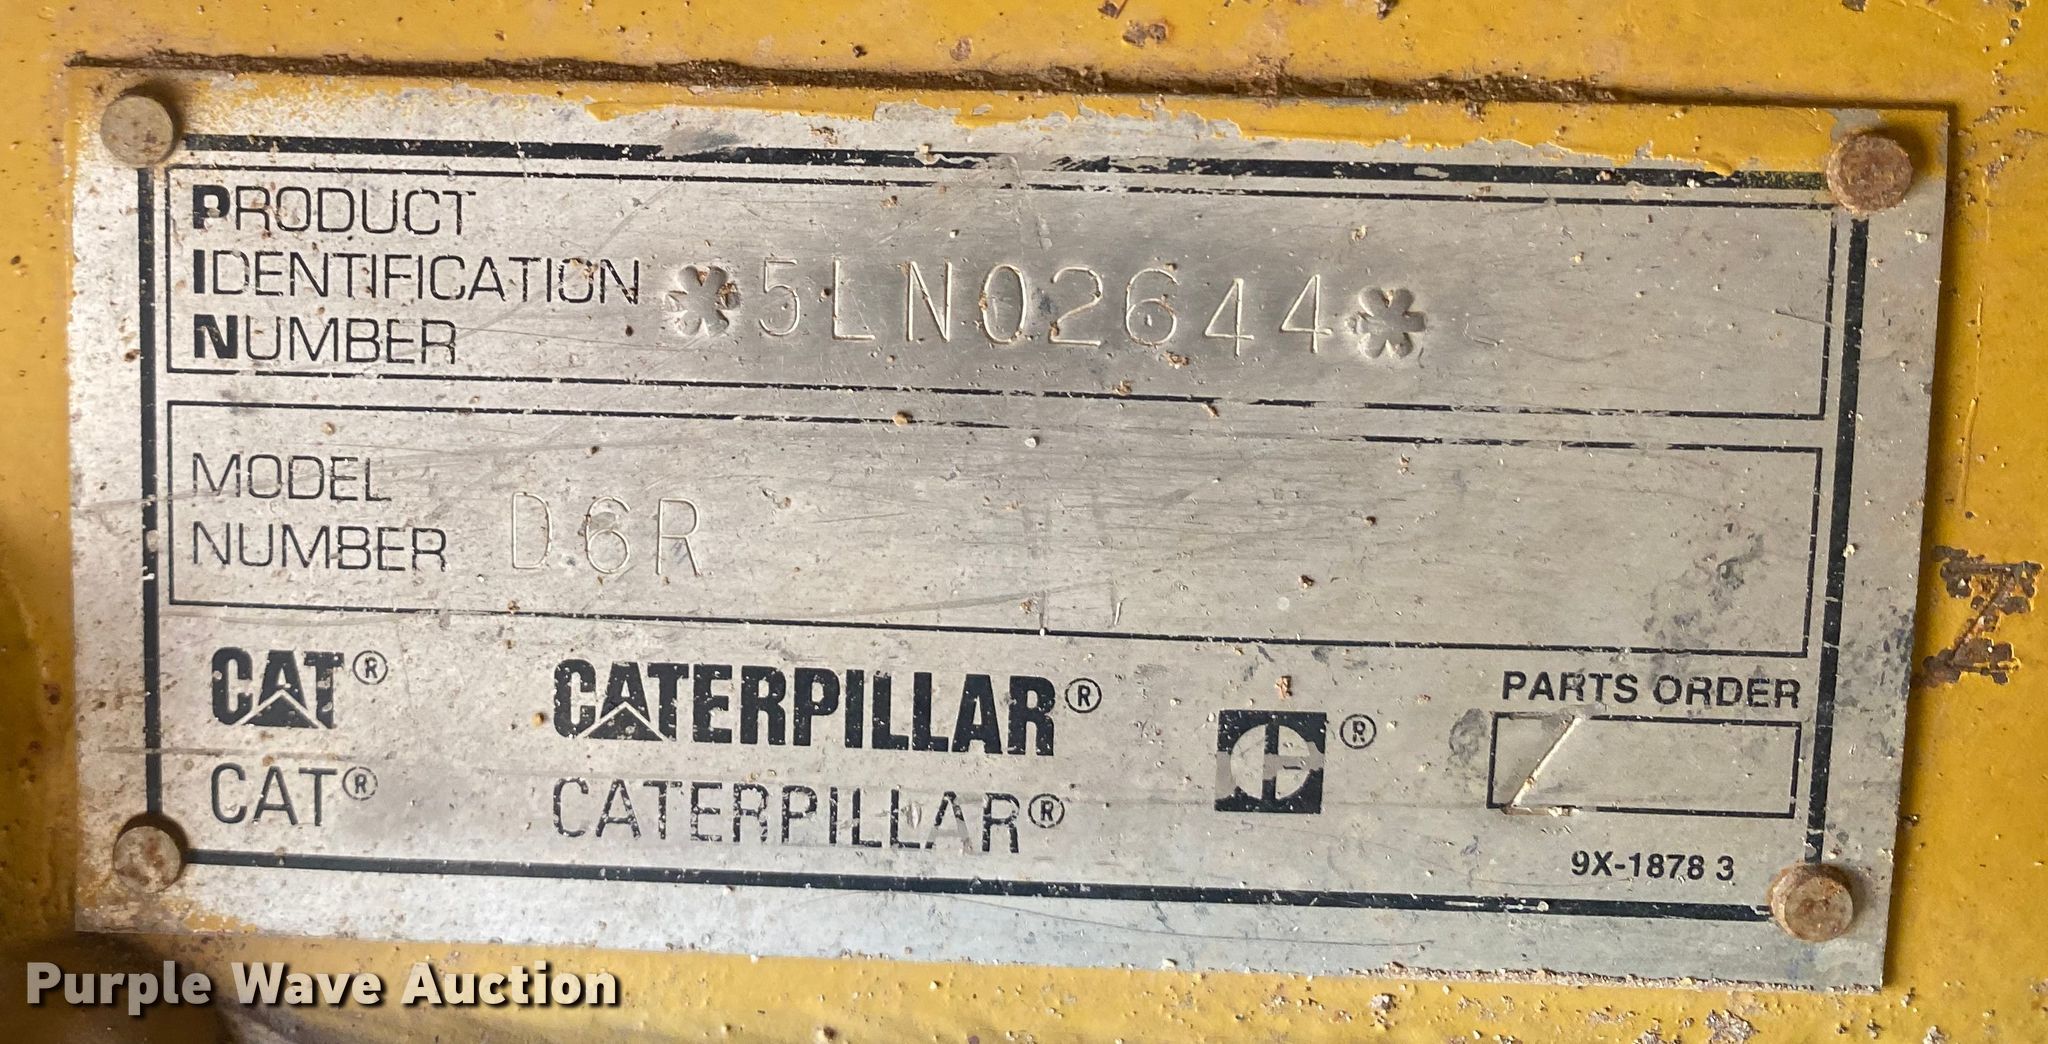 PRODUCT
IDENTIFICATION
NUMBER
*5LN02644*
MODEL
NUMBER
D6R
CAT® CATERPILLAR® ®
CAT® CATERPILLAR®
PARTS ORDER
9X-1878 3
Z
Purple Wave Auction